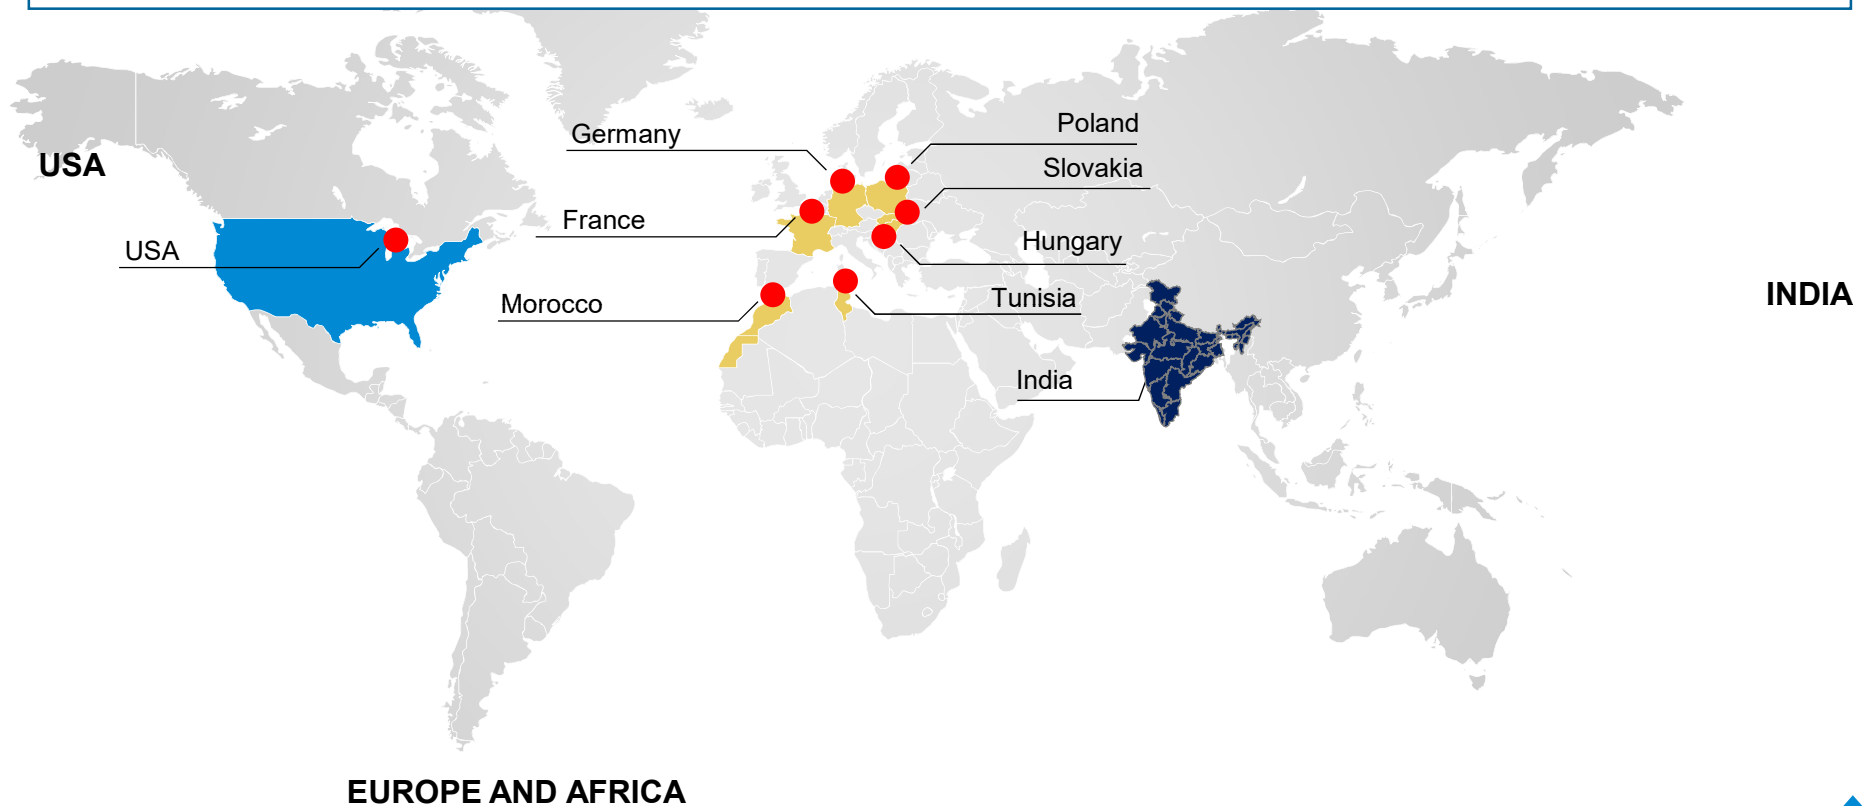 Germany
Poland
USA
Slovakia
France
USA
Hungary
INDIA
Morocco
Tunisia
India
EUROPE AND AFRICA